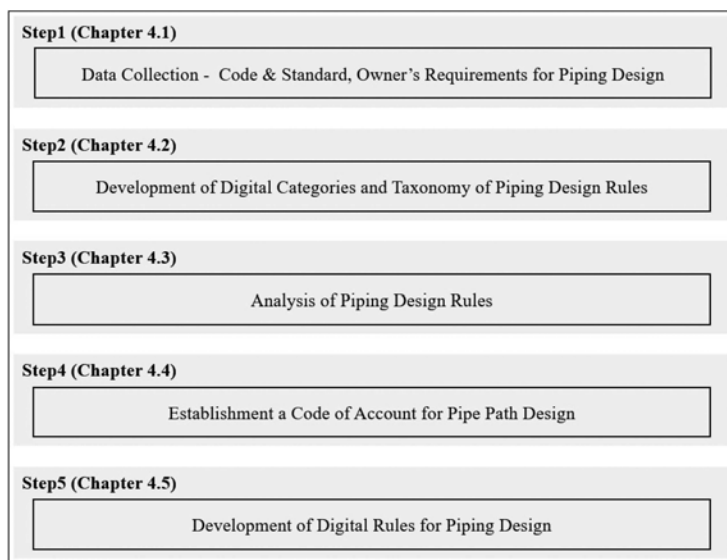 Step1 (Chapter 4.1)
Data Collection - Code & Standard, Owner’s Requirements for Piping Design
Step2 (Chapter 4.2)
Development of Digital Categories and Taxonomy of Piping Design Rules
Step3 (Chapter 4.3)
Analysis of Piping Design Rules
Step4 (Chapter 4.4)
Establishment a Code of Account for Pipe Path Design
Step5 (Chapter 4.5)
Development of Digital Rules for Piping Design